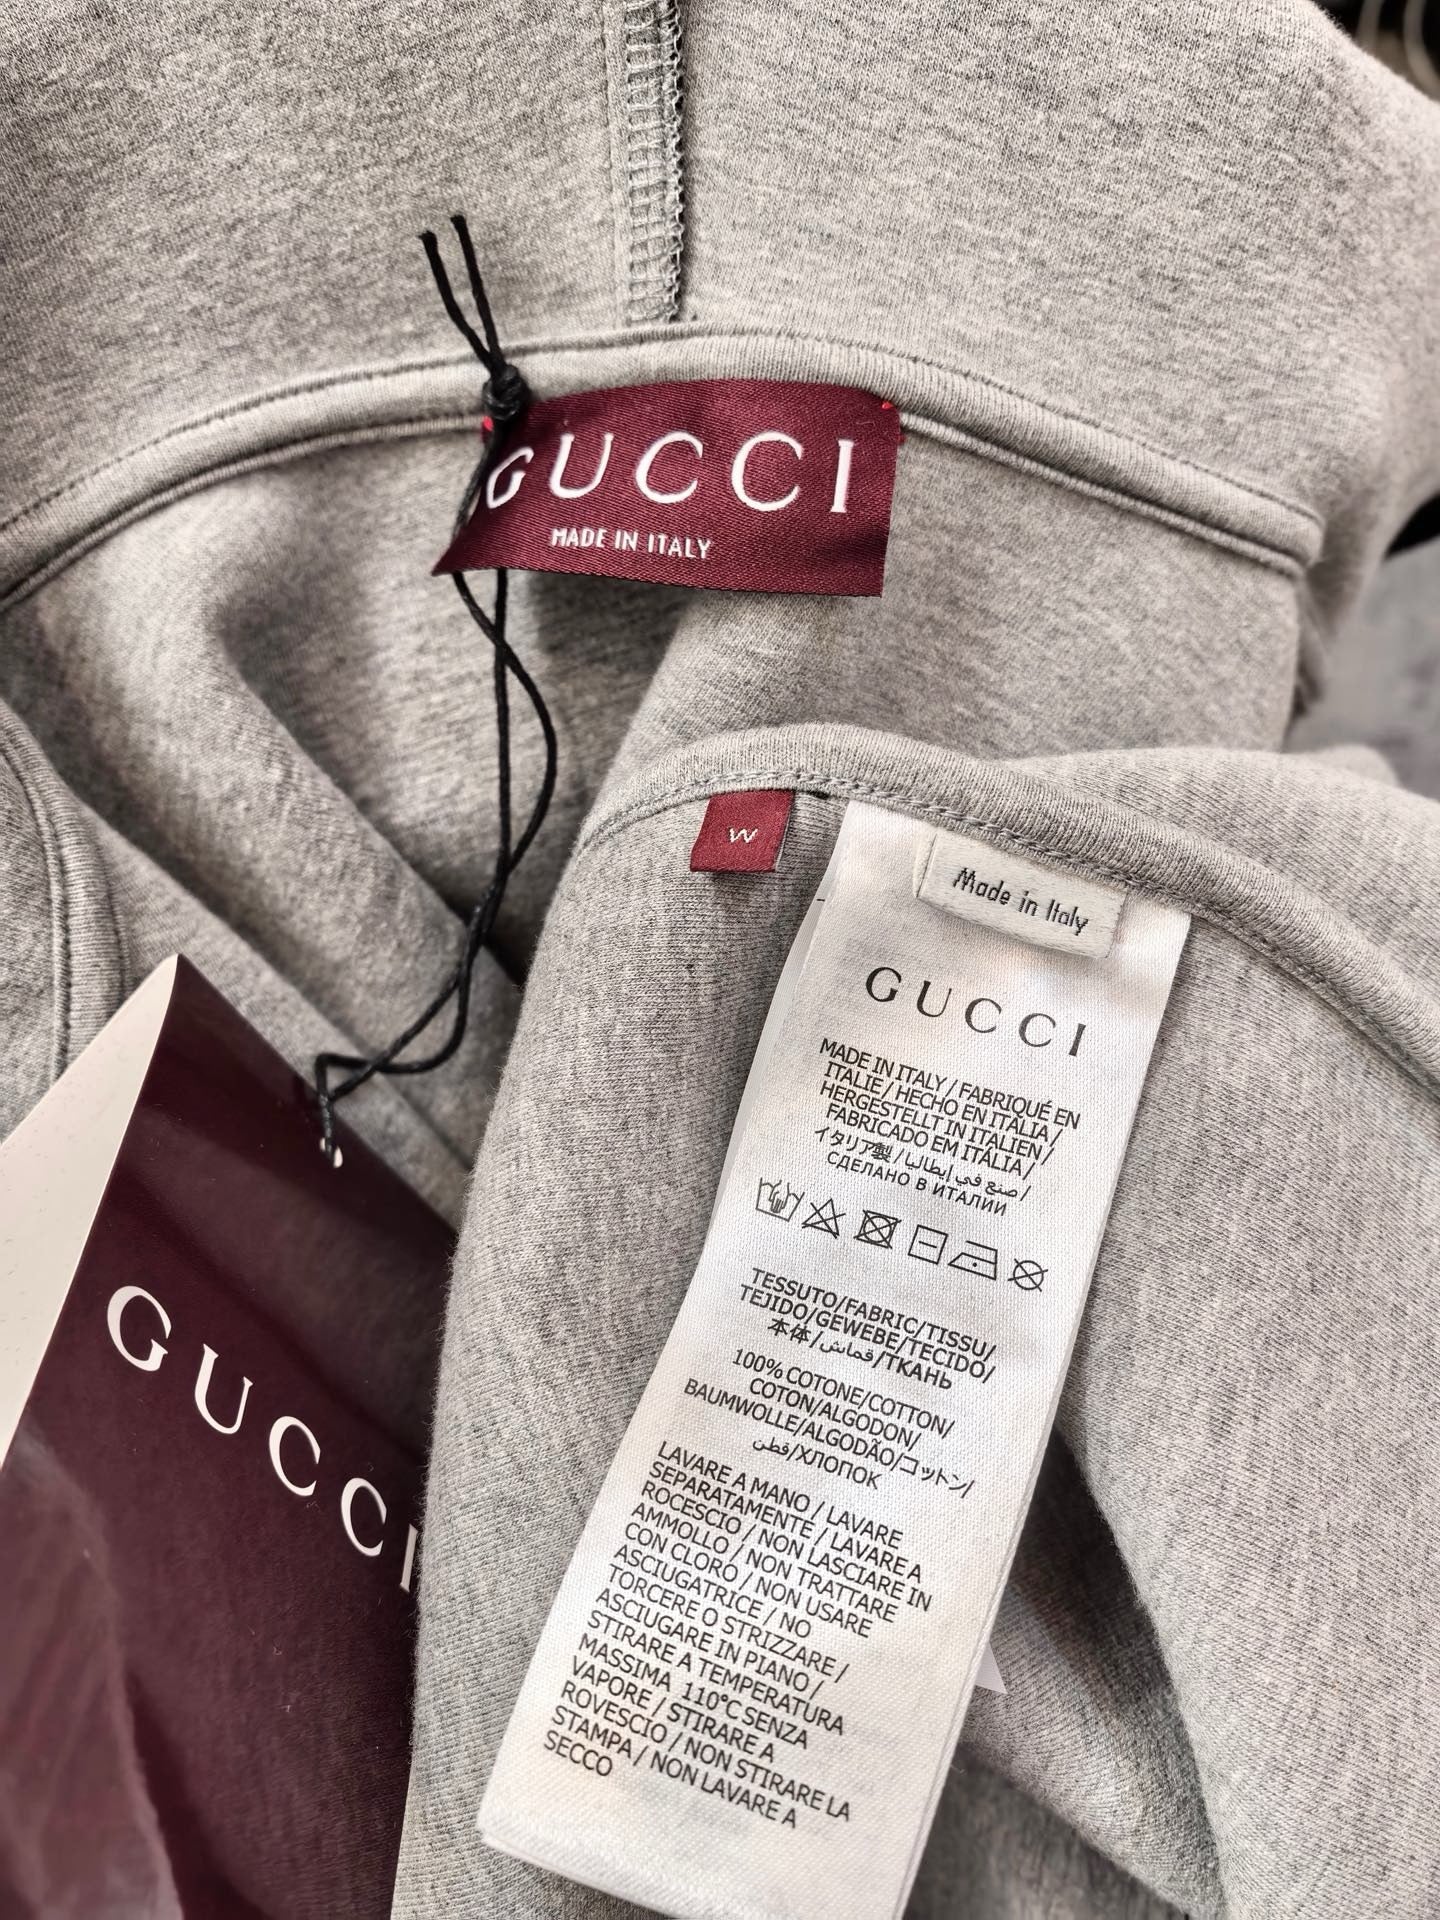 GUCCI
MADE IN ITALY
W
Made in Italy
GUCCI
MADE IN ITALY / FABRIQUÉ EN
ITALIE / HECHO EN ITALIA /
HERGESTELLT IN ITALIEN /
FABRICADO EM ITÁLIA /
イタリア製 / صنع في إيطاليا /
СДЕЛАНО В ИТАЛИИ
TESSUTO/FABRIC/TISSU/
TEJIDO/GEWEBE/TECIDO/
本体/قماش/ТКАНЬ
100% COTONE/COTTON/
COTON/ALGODON/
BAUMWOLLE/ALGODÃO/コットン/
قطن/ХЛОПОК
LAVARE A MANO / LAVARE
SEPARATAMENTE / LAVARE A
ROCESCIO / NON LASCIARE IN
AMMOLLO / NON TRATTARE
CON CLORO / NON USARE
ASCIUGATRICE / NO
TORCERE O STRIZZARE /
ASCIUGARE IN PIANO /
STIRARE A TEMPERATURA
MASSIMA 110°C SENZA
VAPORE / STIRARE A
ROVESCIO / NON STIRARE LA
STAMPA / NON LAVARE A
SECCO
GUCCI